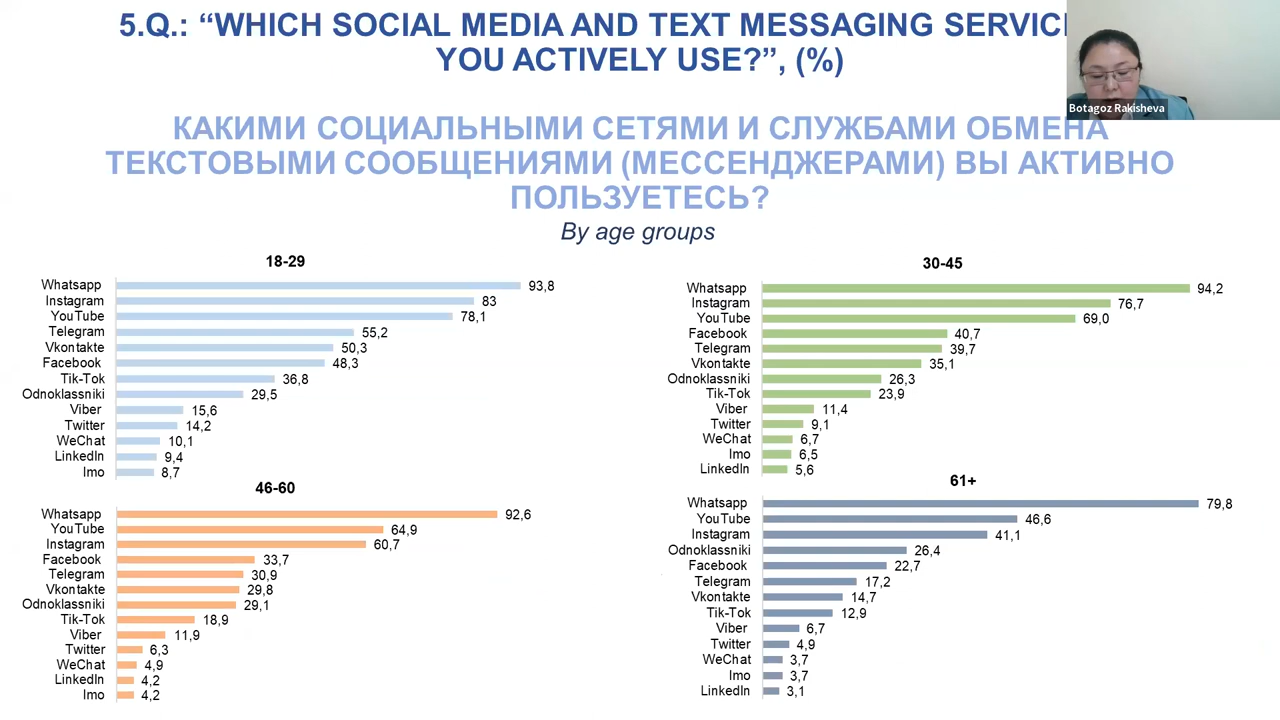 5.Q.: “WHICH SOCIAL MEDIA AND TEXT MESSAGING
YOU ACTIVELY USE?”, (%)
Botagoz Rakisheva
КАКИМИ СОЦИАЛЬНЫМИ СЕТЯМИ И СЛУЖБАМИ ОБМЕНА
ТЕКСТОВЫМИ СООБЩЕНИЯМИ (МЕССЕНДЖЕРАМИ) ВЫ АКТИВНО
ПОЛЬЗУЕТЕСЬ?
By age groups
18-29
Whatsapp 93,8
Instagram 83
YouTube 78,1
Telegram 55,2
Vkontakte 50,3
Facebook 48,3
Tik-Tok 36,8
Odnoklassniki 29,5
Viber 15,6
Twitter 14,2
WeChat 10,1
LinkedIn 9,4
Imo 8,7
30-45
Whatsapp 94,2
Instagram 76,7
YouTube 69,0
Facebook 40,7
Telegram 39,7
Vkontakte 35,1
Odnoklassniki 26,3
Tik-Tok 23,9
Viber 11,4
Twitter 9,1
WeChat 6,7
Imo 6,5
LinkedIn 5,6
46-60
Whatsapp 92,6
YouTube 64,9
Instagram 60,7
Facebook 33,7
Telegram 30,9
Vkontakte 29,8
Odnoklassniki 29,1
Tik-Tok 18,9
Viber 11,9
Twitter 6,3
WeChat 4,9
LinkedIn 4,2
Imo 4,2
61+
Whatsapp 79,8
YouTube 46,6
Instagram 41,1
Odnoklassniki 26,4
Facebook 22,7
Telegram 17,2
Vkontakte 14,7
Tik-Tok 12,9
Viber 6,7
Twitter 4,9
WeChat 3,7
Imo 3,7
LinkedIn 3,1